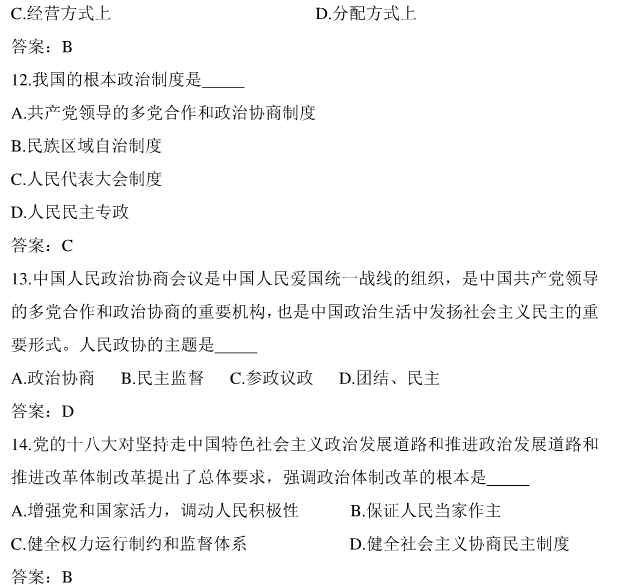 C.经营方式上 D.分配方式上
答案：B
12.我国的根本政治制度是_____
A.共产党领导的多党合作和政治协商制度
B.民族区域自治制度
C.人民代表大会制度
D.人民民主专政
答案：C
13.中国人民政治协商会议是中国人民爱国统一战线的组织，是中国共产党领导
的多党合作和政治协商的重要机构，也是中国政治生活中发扬社会主义民主的重
要形式。人民政协的主题是_____
A.政治协商 B.民主监督 C.参政议政 D.团结、民主
答案：D
14.党的十八大对坚持走中国特色社会主义政治发展道路和推进政治发展道路和
推进改革体制改革提出了总体要求，强调政治体制改革的根本是_____
A.增强党和国家活力，调动人民积极性 B.保证人民当家作主
C.健全权力运行制约和监督体系 D.健全社会主义协商民主制度
答案：B